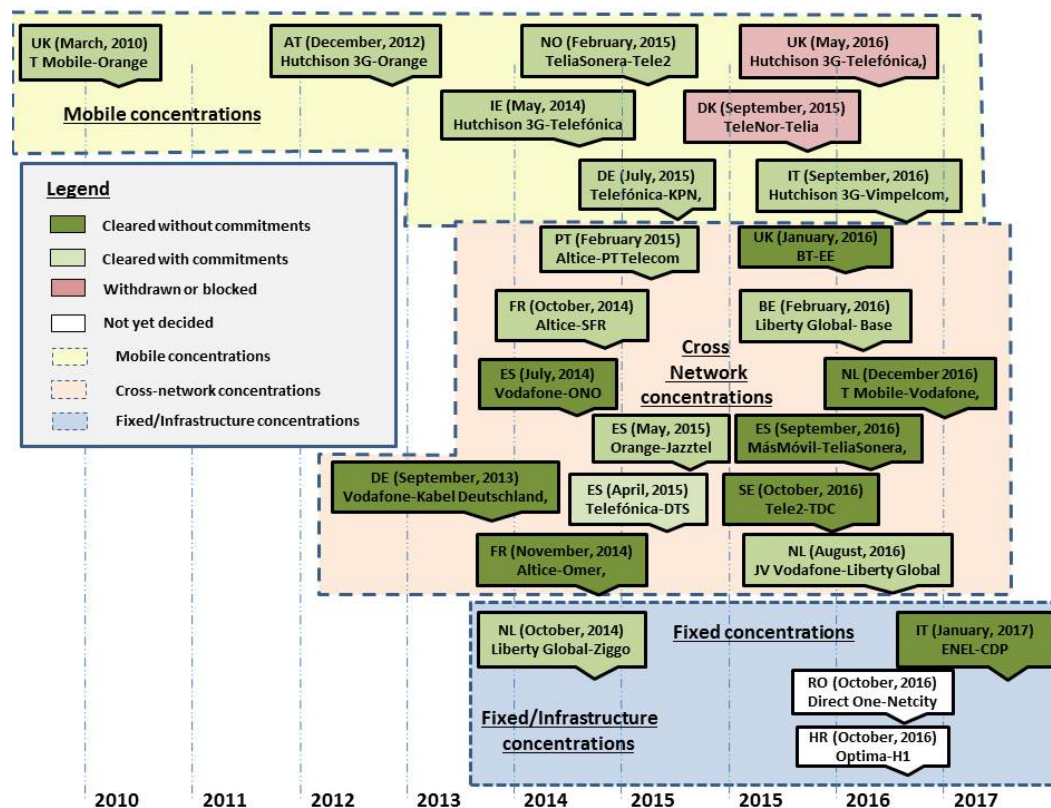 UK (March, 2010)
T Mobile-Orange
AT (December, 2012)
Hutchison 3G-Orange
NO (February, 2015)
TeliaSonera-Tele2
UK (May, 2016)
Hutchison 3G-Telefónica,)
Mobile concentrations
IE (May, 2014)
Hutchison 3G-Telefónica
DK (September, 2015)
TeleNor-Telia
DE (July, 2015)
Telefónica-KPN,
IT (September, 2016)
Hutchison 3G-Vimpelcom,
Legend
Cleared without commitments
Cleared with commitments
Withdrawn or blocked
Not yet decided
Mobile concentrations
Cross-network concentrations
Fixed/Infrastructure concentrations
PT (February 2015)
Altice-PT Telecom
UK (January, 2016)
BT-EE
FR (October, 2014)
Altice-SFR
BE (February, 2016)
Liberty Global- Base
Cross
Network
concentrations
ES (July, 2014)
Vodafone-ONO
NL (December 2016)
T Mobile-Vodafone,
ES (May, 2015)
Orange-Jazztel
ES (September, 2016)
MásMóvil-TeliaSonera,
DE (September, 2013)
Vodafone-Kabel Deutschland,
ES (April, 2015)
Telefónica-DTS
SE (October, 2016)
Tele2-TDC
FR (November, 2014)
Altice-Omer,
NL (August, 2016)
JV Vodafone-Liberty Global
NL (October, 2014)
Liberty Global-Ziggo
Fixed concentrations
IT (January, 2017)
ENEL-CDP
RO (October, 2016)
Direct One-Netcity
Fixed/Infrastructure
concentrations
HR (October, 2016)
Optima-H1
2010 2011 2012 2013 2014 2015 2015 2016 2017